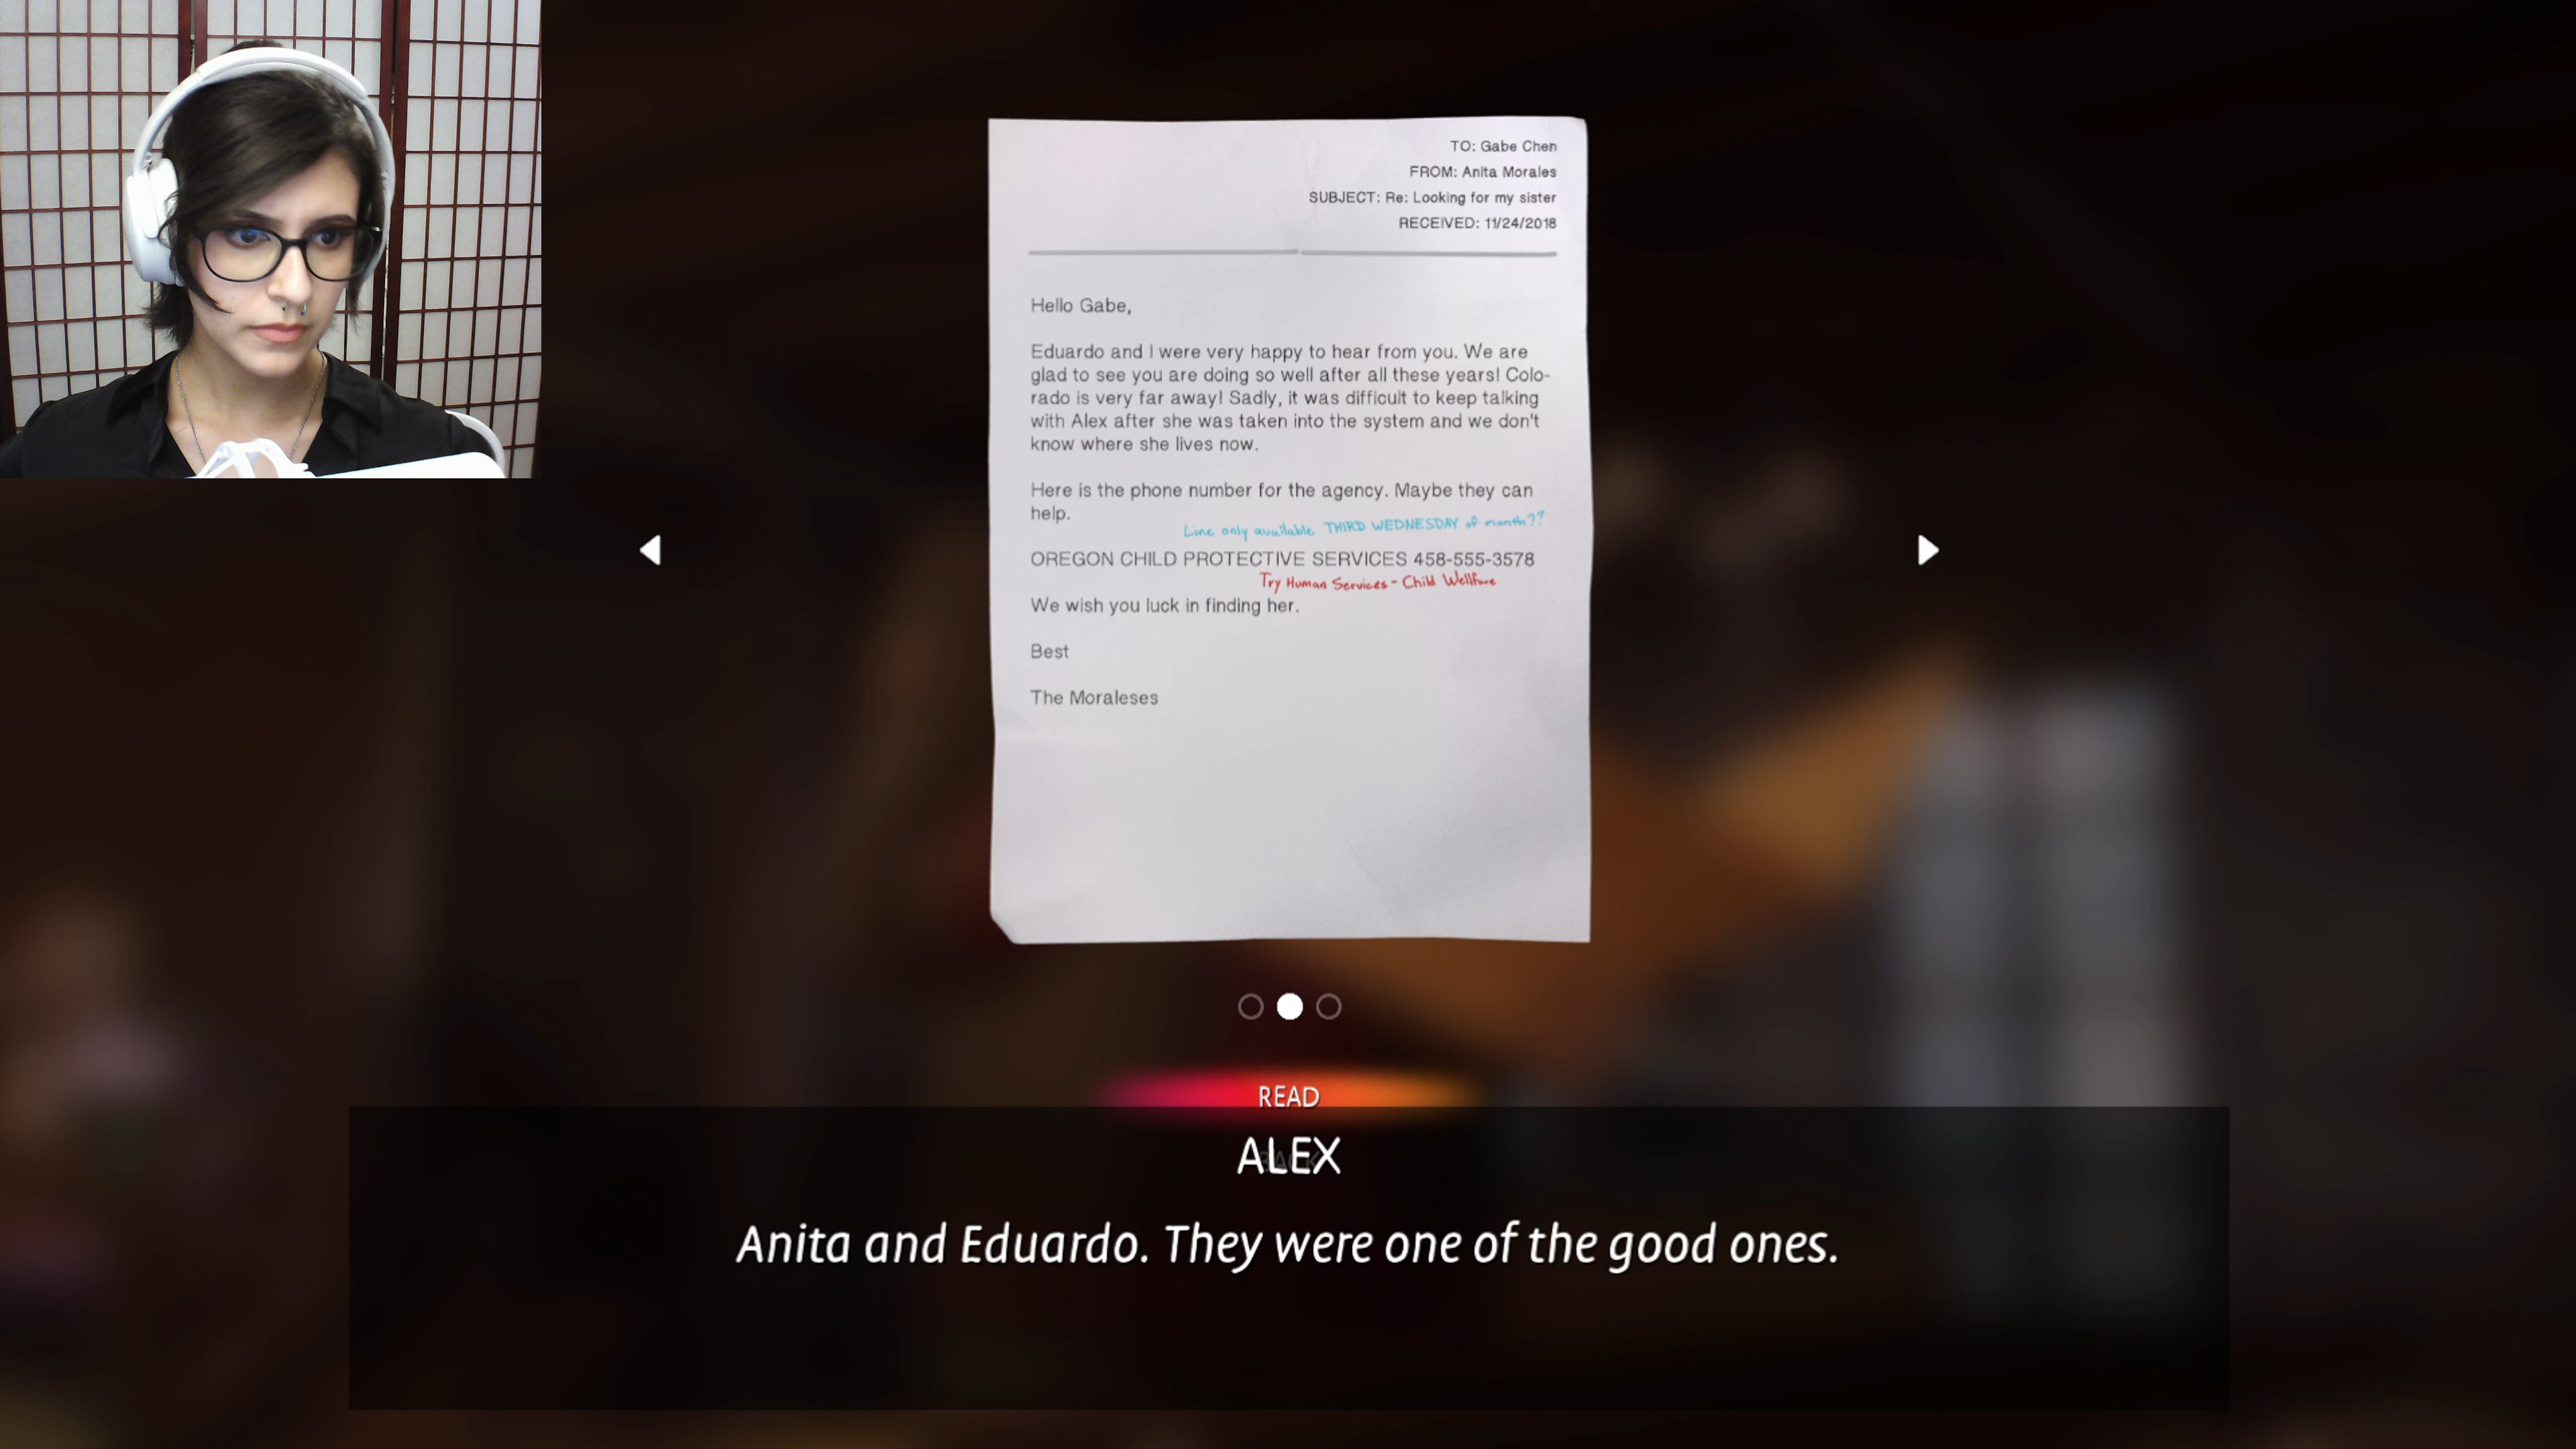 TO: Gabe Chen
FROM: Anita Morales
SUBJECT: Re: Looking for my sister
RECEIVED: 11/24/2018
Hello Gabe,
Eduardo and I were very happy to hear from you. We are
glad to see you are doing so well after all these years! Colo-
rado is very far away! Sadly, it was difficult to keep talking
with Alex after she was taken into the system and we don't
know where she lives now.
Here is the phone number for the agency. Maybe they can
help.
Line only available THIRD WEDNESDAY of month??
OREGON CHILD PROTECTIVE SERVICES 458-555-3578
Try Human Services - Child Wellfare
We wish you luck in finding her.
Best
The Moraleses
READ
BACK
ALEX
Anita and Eduardo. They were one of the good ones.